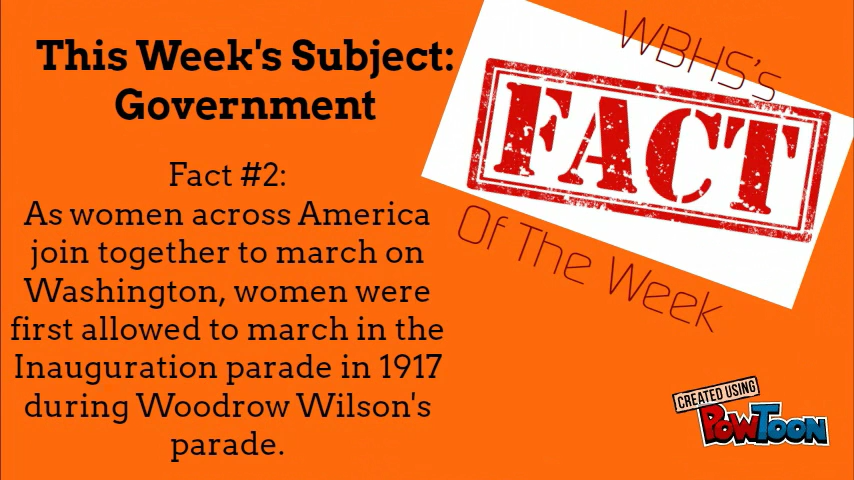 This Week's Subject:
Government
WBHS's
FACT
Of The Week
Fact #2:
As women across America
join together to march on
Washington, women were
first allowed to march in the
Inauguration parade in 1917
during Woodrow Wilson's
parade.
CREATED USING
POWTOON